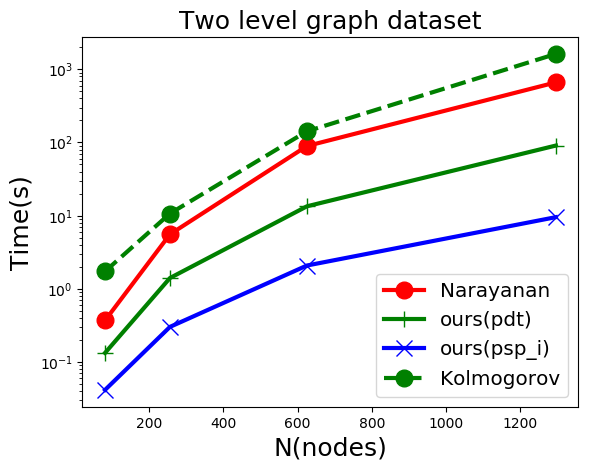 Two level graph dataset
Time(s)
10³
10²
10¹
10⁰
10⁻¹
200 400 600 800 1000 1200
N(nodes)
Narayanan
ours(pdt)
ours(psp_i)
Kolmogorov